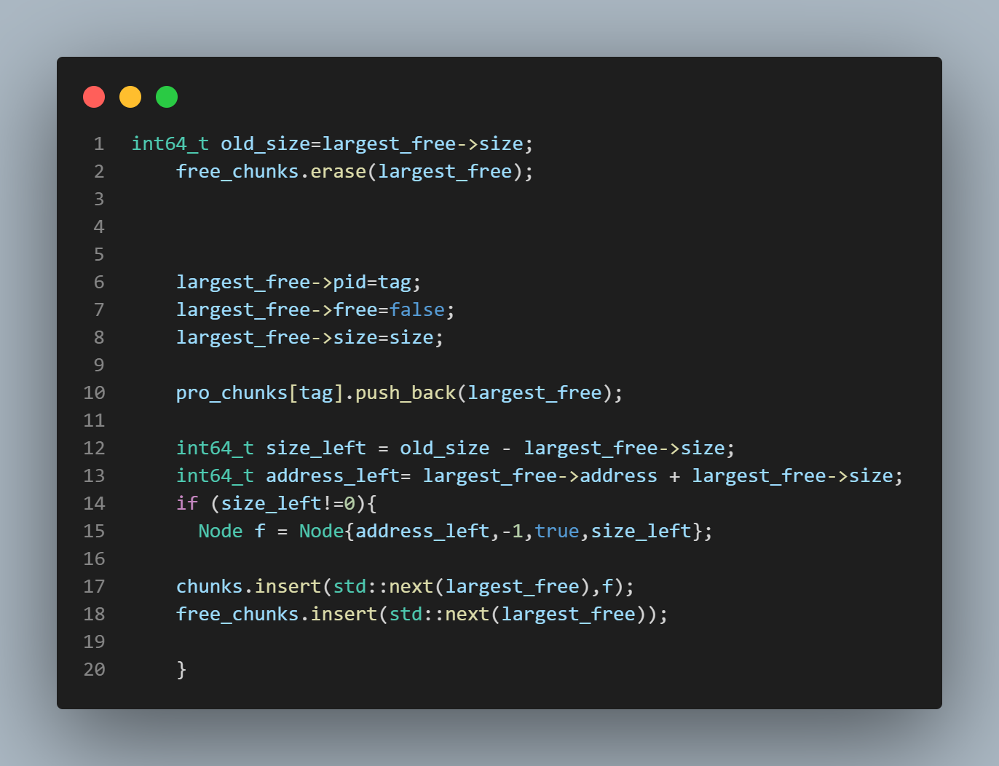 1 int64_t old_size=largest_free->size;
2     free_chunks.erase(largest_free);
3
4
5
6     largest_free->pid=tag;
7     largest_free->free=false;
8     largest_free->size=size;
9
10     pro_chunks[tag].push_back(largest_free);
11
12     int64_t size_left = old_size - largest_free->size;
13     int64_t address_left= largest_free->address + largest_free->size;
14     if (size_left!=0){
15       Node f = Node{address_left,-1,true,size_left};
16
17     chunks.insert(std::next(largest_free),f);
18     free_chunks.insert(std::next(largest_free));
19
20     }